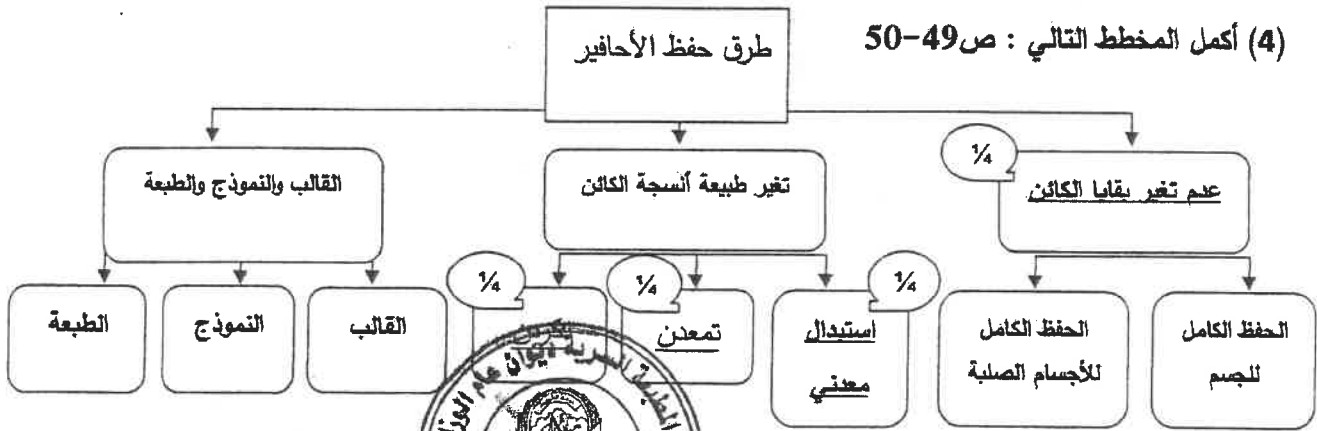 (4) أكمل المخطط التالي : ص49-50
طرق حفظ الأحافير
¼
عدم تغير بقايا الكائن
تغير طبيعة أنسجة الكائن
القالب والنموذج والطبعة
الحفظ الكامل
للجسم
الحفظ الكامل
للأجسام الصلبة
¼
استبدال
معدني
¼
تمعدن
¼
القالب
النموذج
الطبعة